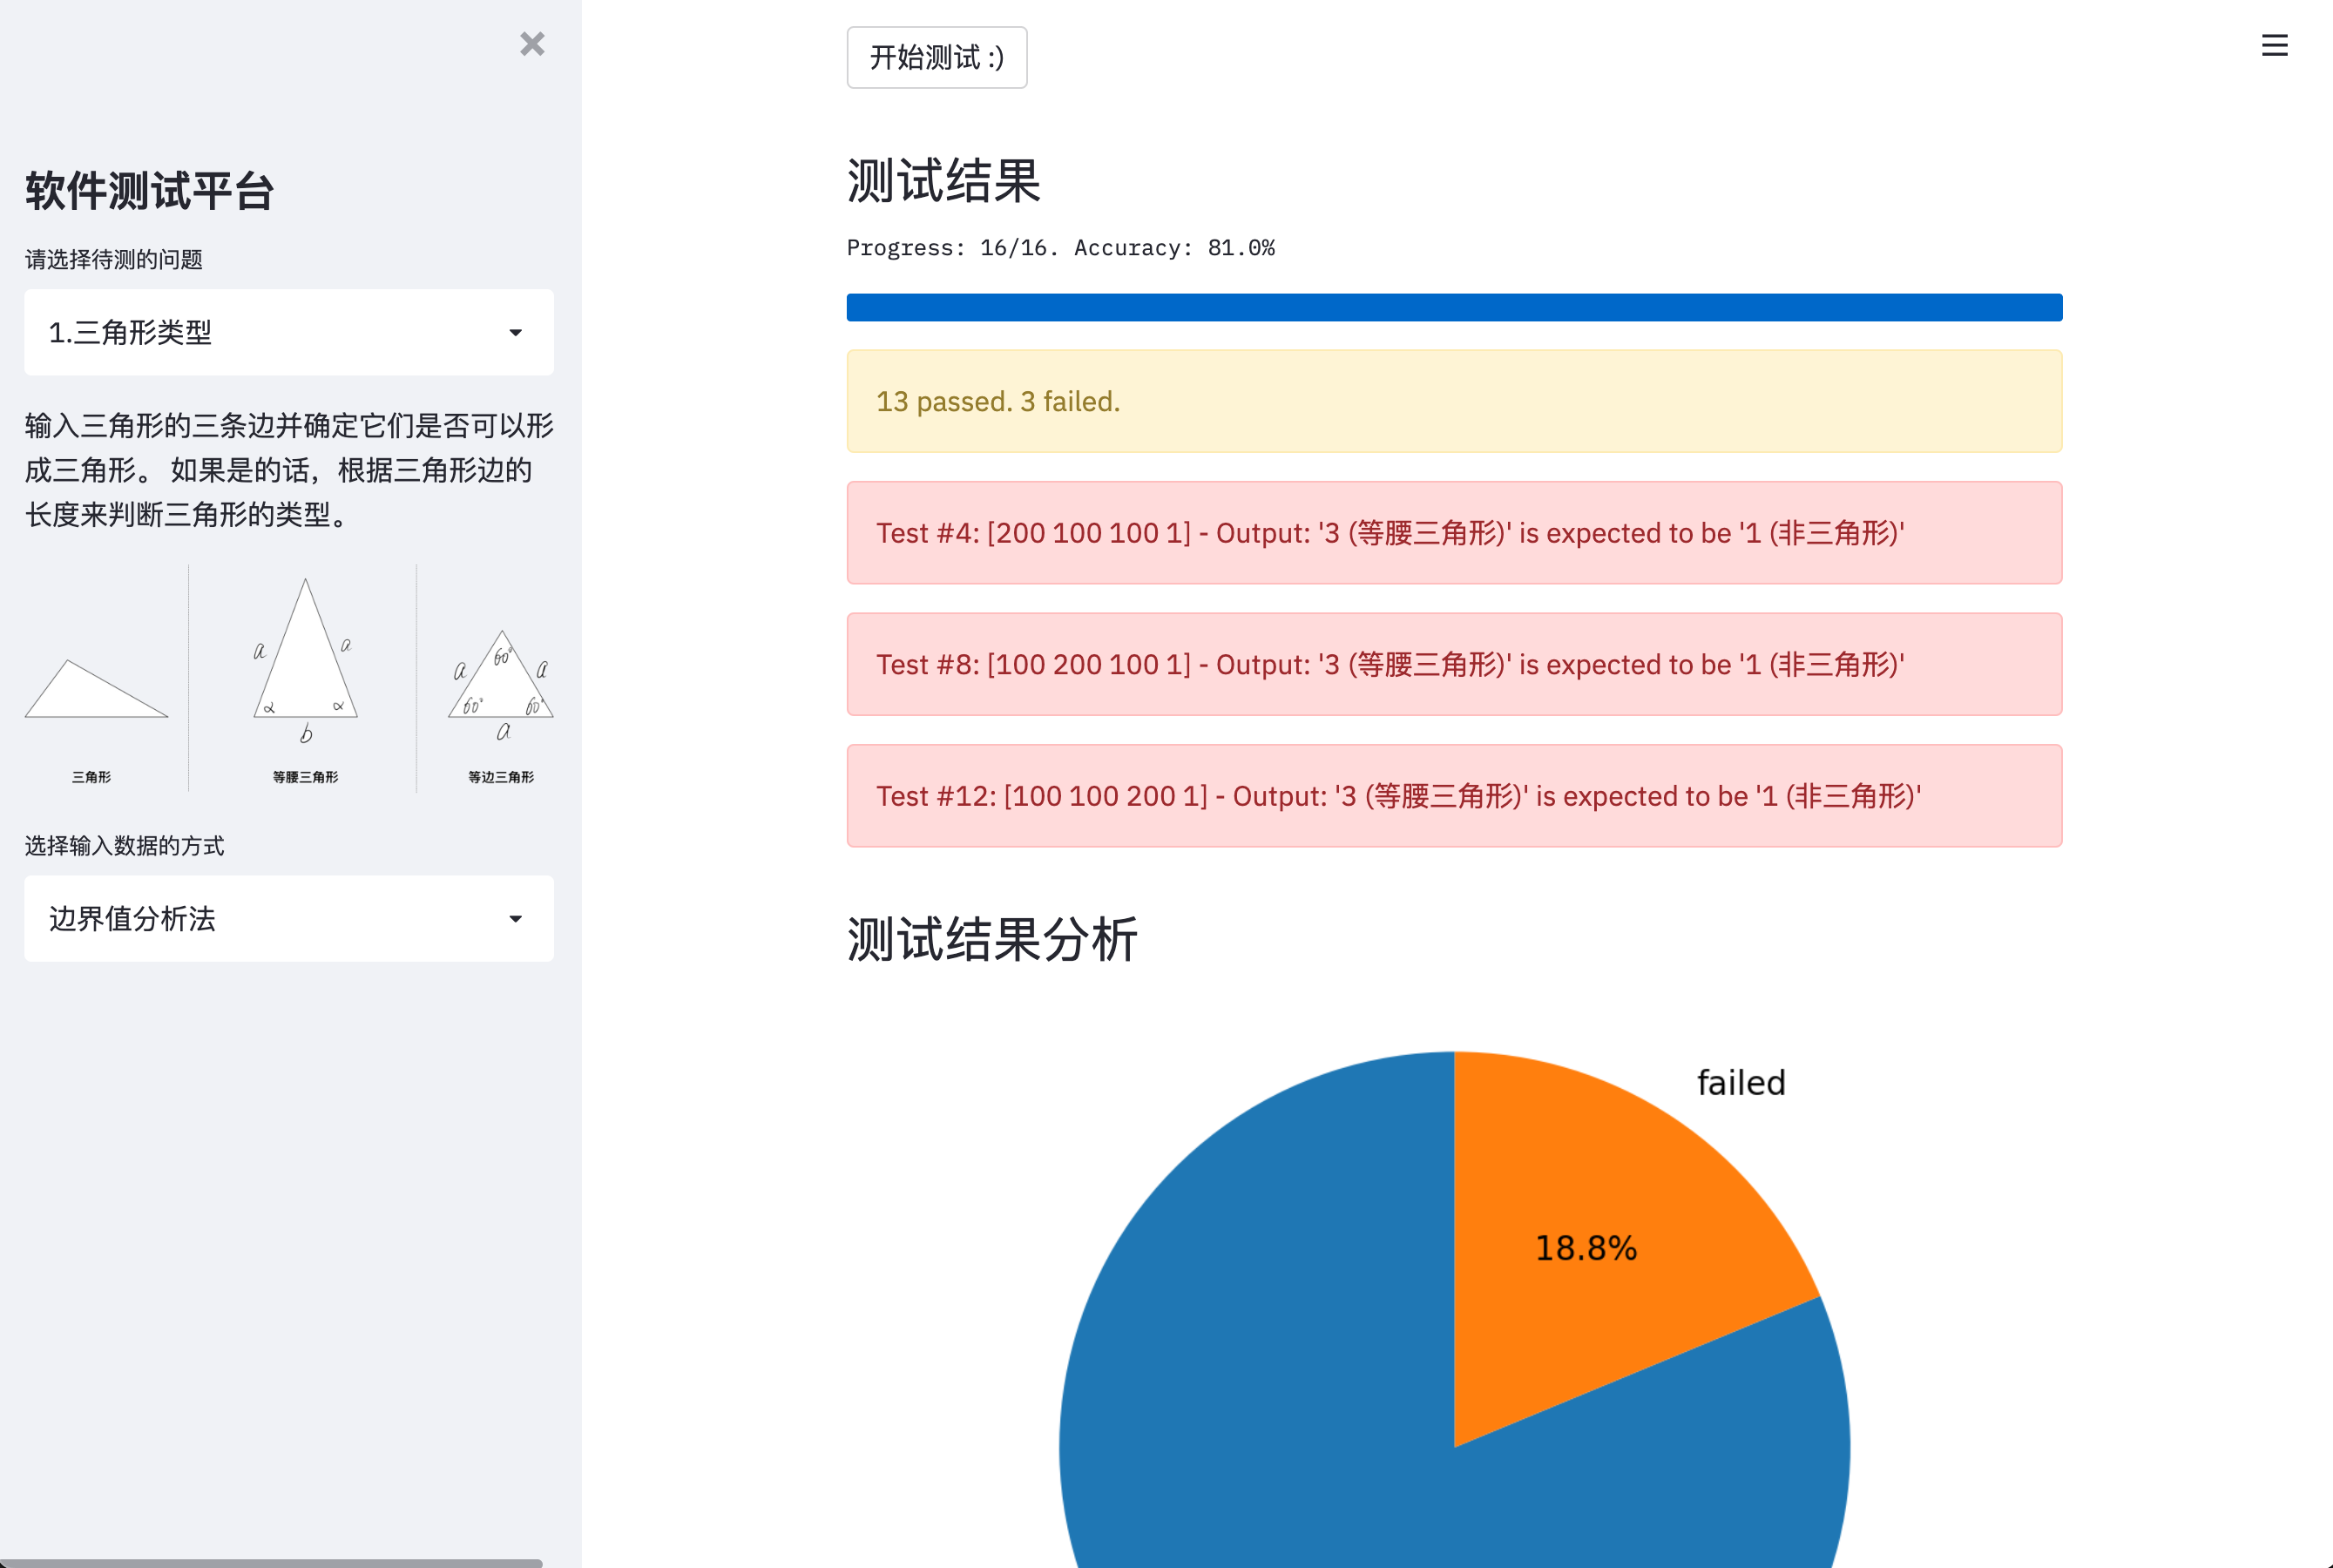 软件测试平台
请选择待测的问题
1.三角形类型
输入三角形的三条边并确定它们是否可以形
成三角形。 如果是的话，根据三角形边的
长度来判断三角形的类型。
a
a
α
α
b
三角形
等腰三角形
60°
a
a
60°
60°
a
等边三角形
选择输入数据的方式
边界值分析法
开始测试 :)
测试结果
Progress: 16/16. Accuracy: 81.0%
13 passed. 3 failed.
Test #4: [200 100 100 1] - Output: '3 (等腰三角形)' is expected to be '1 (非三角形)'
Test #8: [100 200 100 1] - Output: '3 (等腰三角形)' is expected to be '1 (非三角形)'
Test #12: [100 100 200 1] - Output: '3 (等腰三角形)' is expected to be '1 (非三角形)'
测试结果分析
failed
18.8%